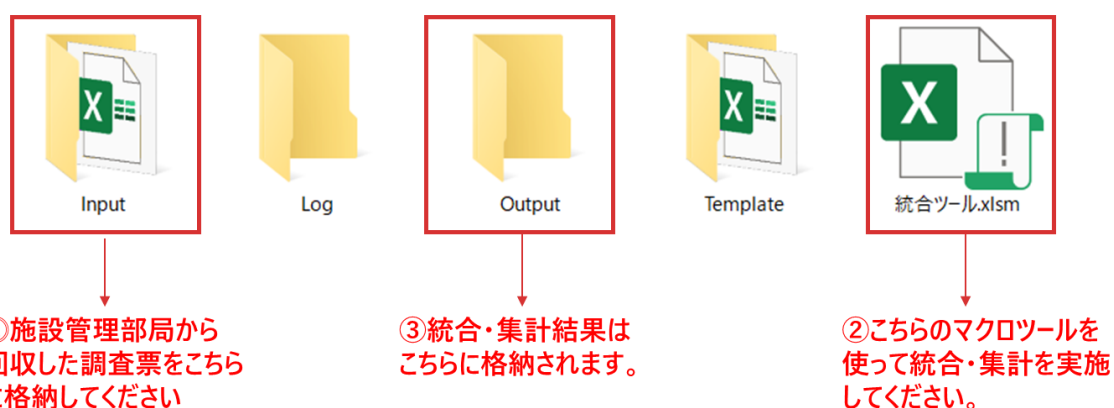 Input
Log
Output
Template
統合ツール.xlsm
施設管理部局から
回収した調査票をこちら
に格納してください
③統合・集計結果は
こちらに格納されます。
②こちらのマクロツールを
使って統合・集計を実施
してください。